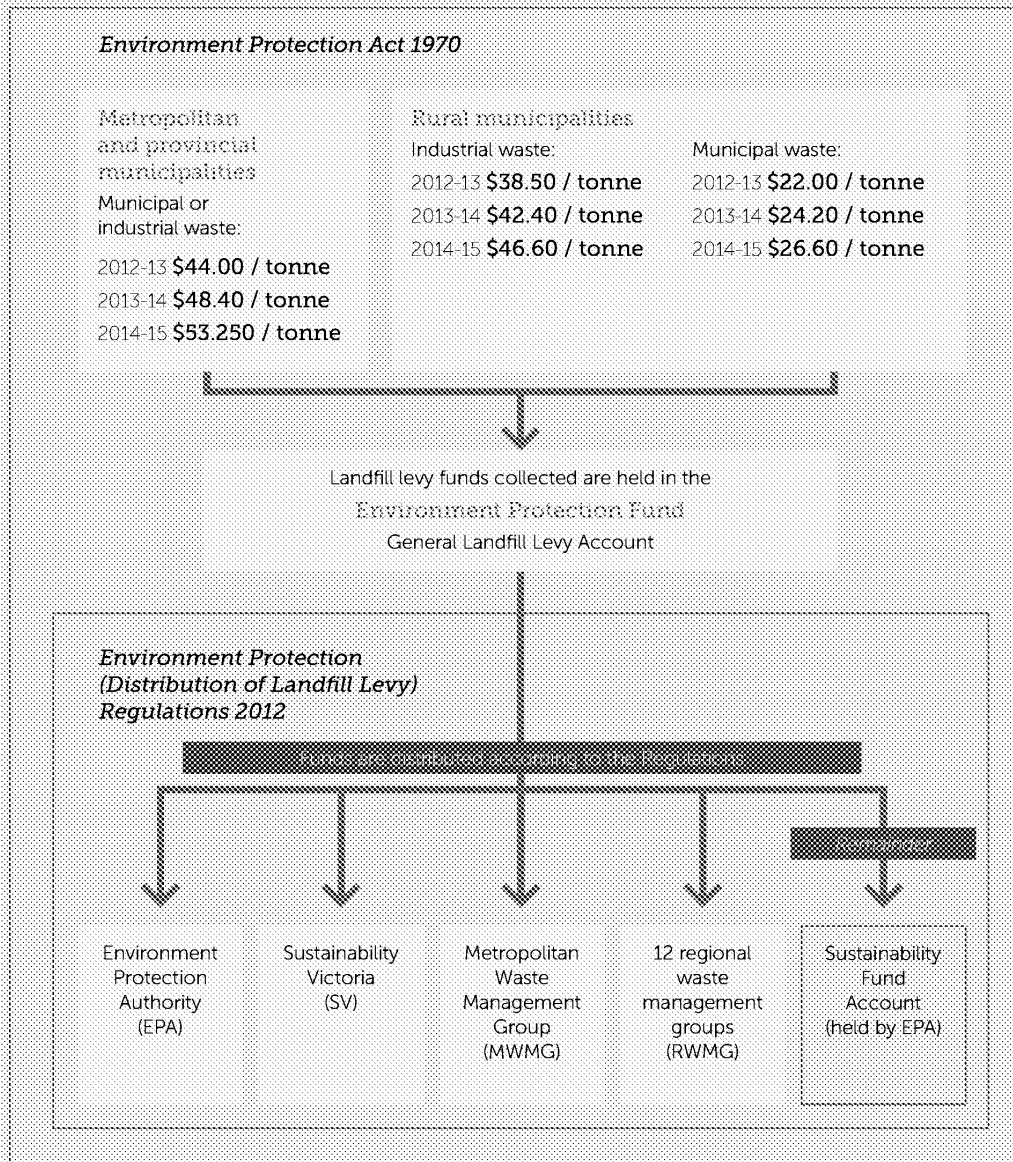 Environment Protection Act 1970
Metropolitan
and provincial
municipalities
Municipal or
industrial waste:
2012-13 $44.00 / tonne
2013-14 $48.40 / tonne
2014-15 $53.250 / tonne
Rural municipalities
Industrial waste:
2012-13 $38.50 / tonne
2013-14 $42.40 / tonne
2014-15 $46.60 / tonne
Municipal waste:
2012-13 $22.00 / tonne
2013-14 $24.20 / tonne
2014-15 $26.60 / tonne
Landfill levy funds collected are held in the
Environment Protection Fund
General Landfill Levy Account
Environment Protection
(Distribution of Landfill Levy)
Regulations 2012
Funds are distributed according to the Regulations
Remainder
Environment
Protection
Authority
(EPA)
Sustainability
Victoria
(SV)
Metropolitan
Waste
Management
Group
(MWMG)
12 regional
waste
management
groups
(RWMG)
Sustainability
Fund
Account
(held by EPA)